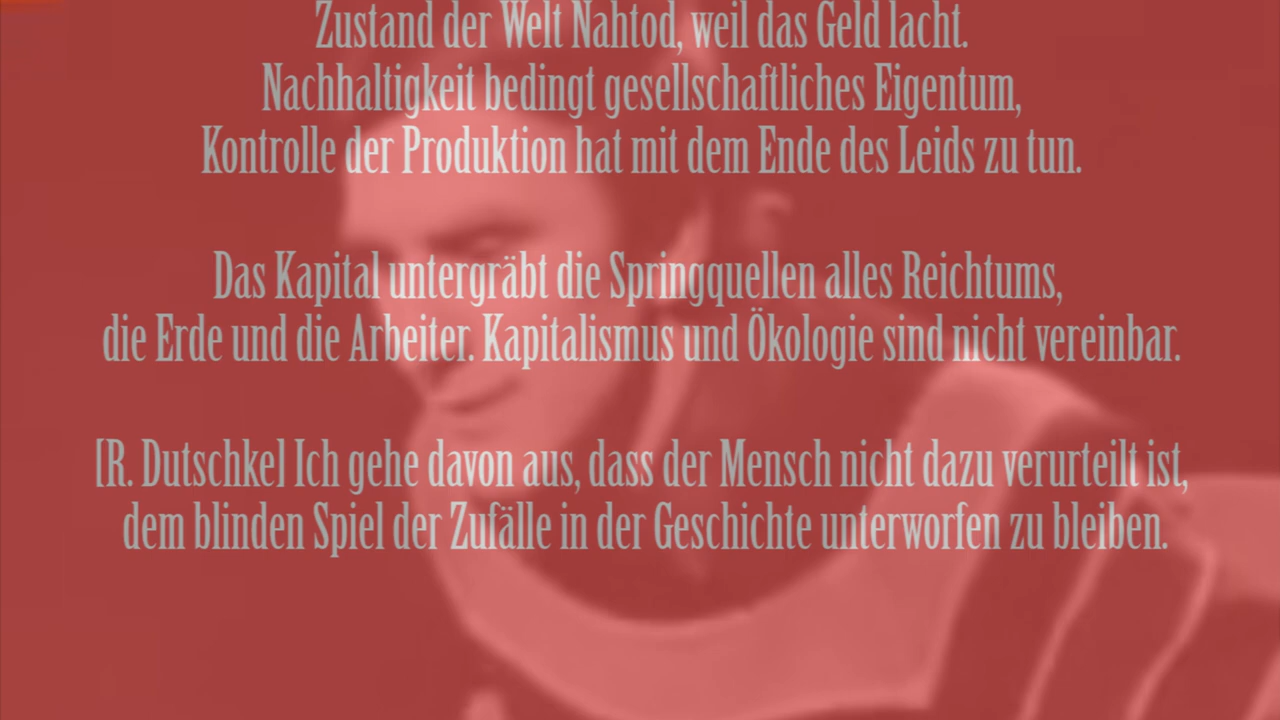 Zustand der Welt Nahtod, weil das Geld lacht.
Nachhaltigkeit bedingt gesellschaftliches Eigentum,
Kontrolle der Produktion hat mit dem Ende des Leids zu tun.
Das Kapital untergräbt die Springquellen alles Reichtums,
die Erde und die Arbeiter. Kapitalismus und Ökologie sind nicht vereinbar.
[R. Dutschke] Ich gehe davon aus, dass der Mensch nicht dazu verurteilt ist,
dem blinden Spiel der Zufälle in der Geschichte unterworfen zu bleiben.